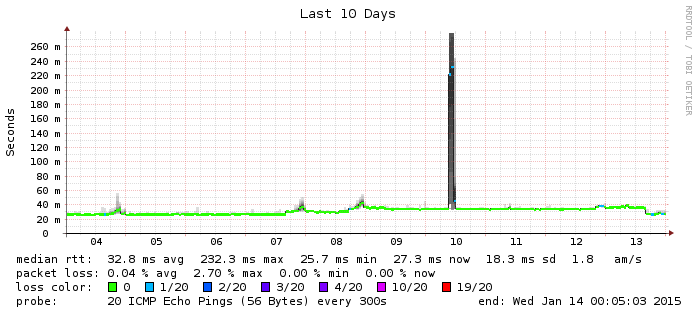 Last 10 Days
RRDTOOL / TOBI OETIKER
Seconds
260 m
240 m
220 m
200 m
180 m
160 m
140 m
120 m
100 m
80 m
60 m
40 m
20 m
0
04 05 06 07 08 09 10 11 12 13
median rtt: 32.8 ms avg 232.3 ms max 25.7 ms min 27.3 ms now 18.3 ms sd 1.8 am/s
packet loss: 0.04 % avg 2.70 % max 0.00 % min 0.00 % now
loss color: 0 1/20 2/20 3/20 4/20 10/20 19/20
probe: 20 ICMP Echo Pings (56 Bytes) every 300s end: Wed Jan 14 00:05:03 2015